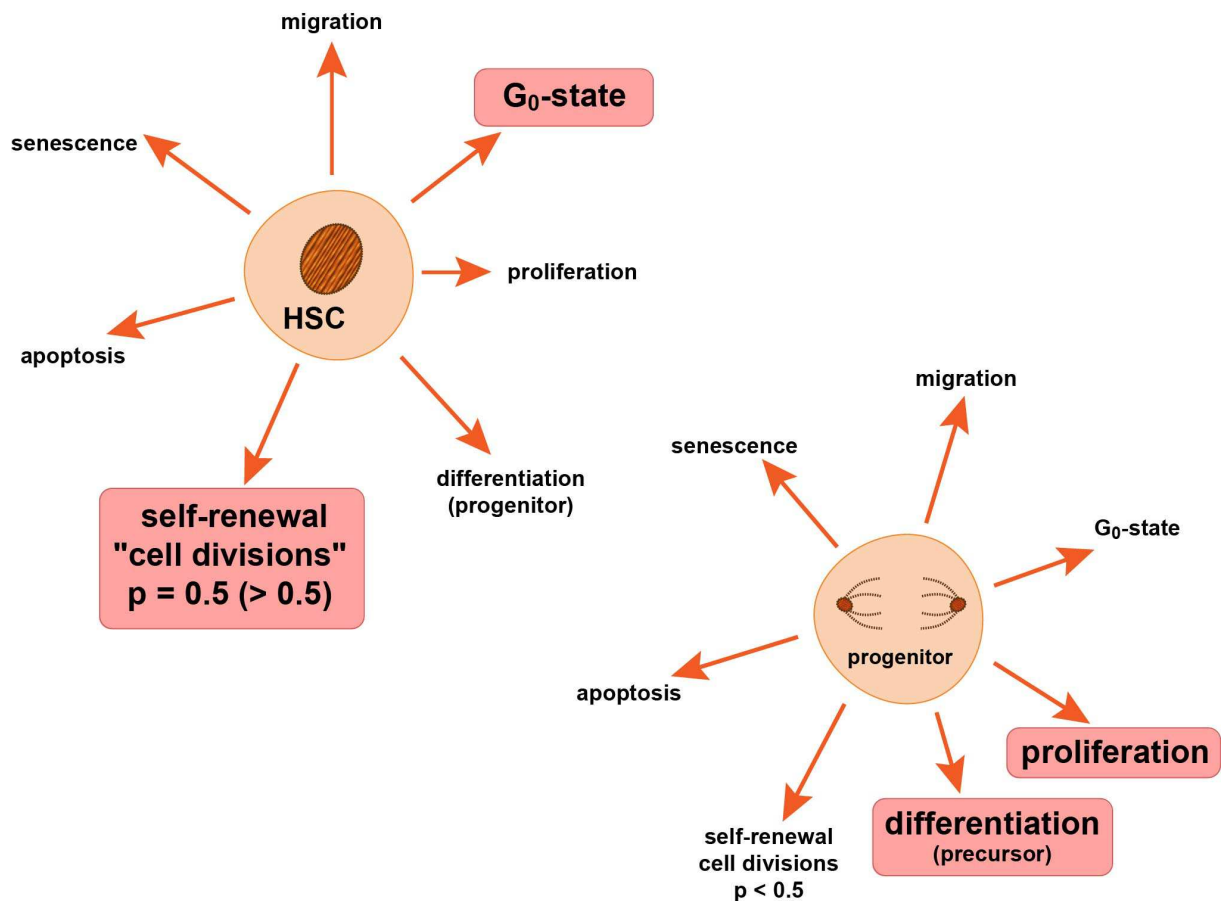 migration
G₀-state
senescence
proliferation
HSC
apoptosis
differentiation
(progenitor)
self-renewal
"cell divisions"
p = 0.5 (> 0.5)
migration
senescence
G₀-state
progenitor
apoptosis
proliferation
differentiation
(precursor)
self-renewal
cell divisions
p < 0.5